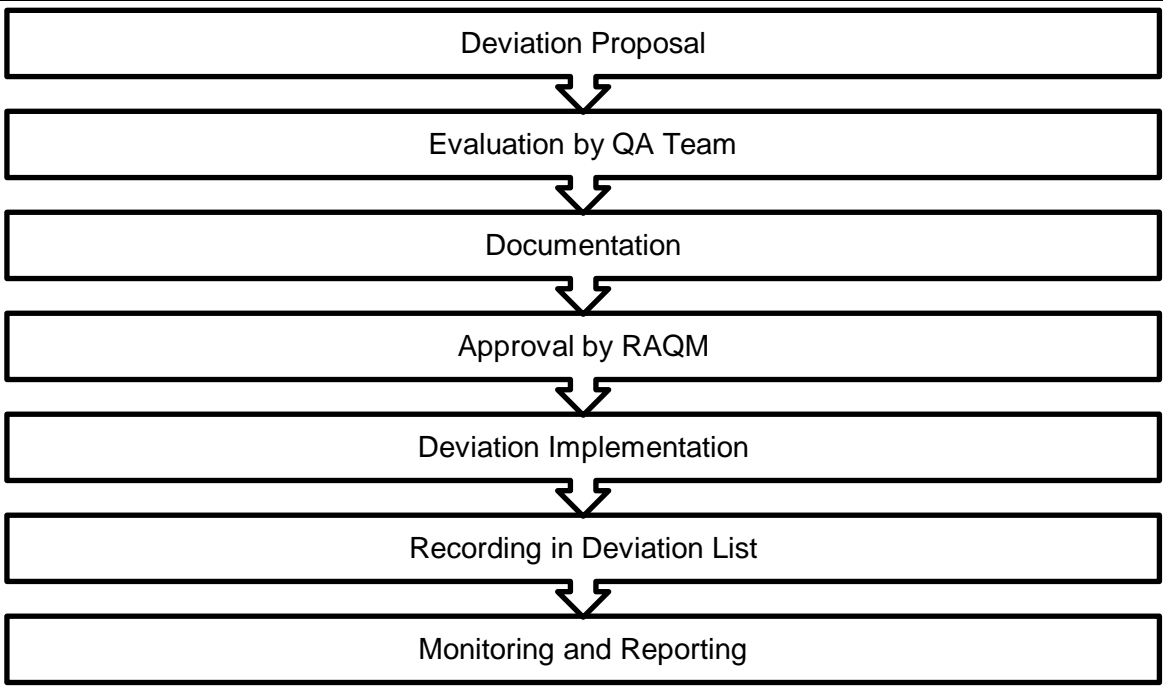 Deviation Proposal
Evaluation by QA Team
Documentation
Approval by RAQM
Deviation Implementation
Recording in Deviation List
Monitoring and Reporting